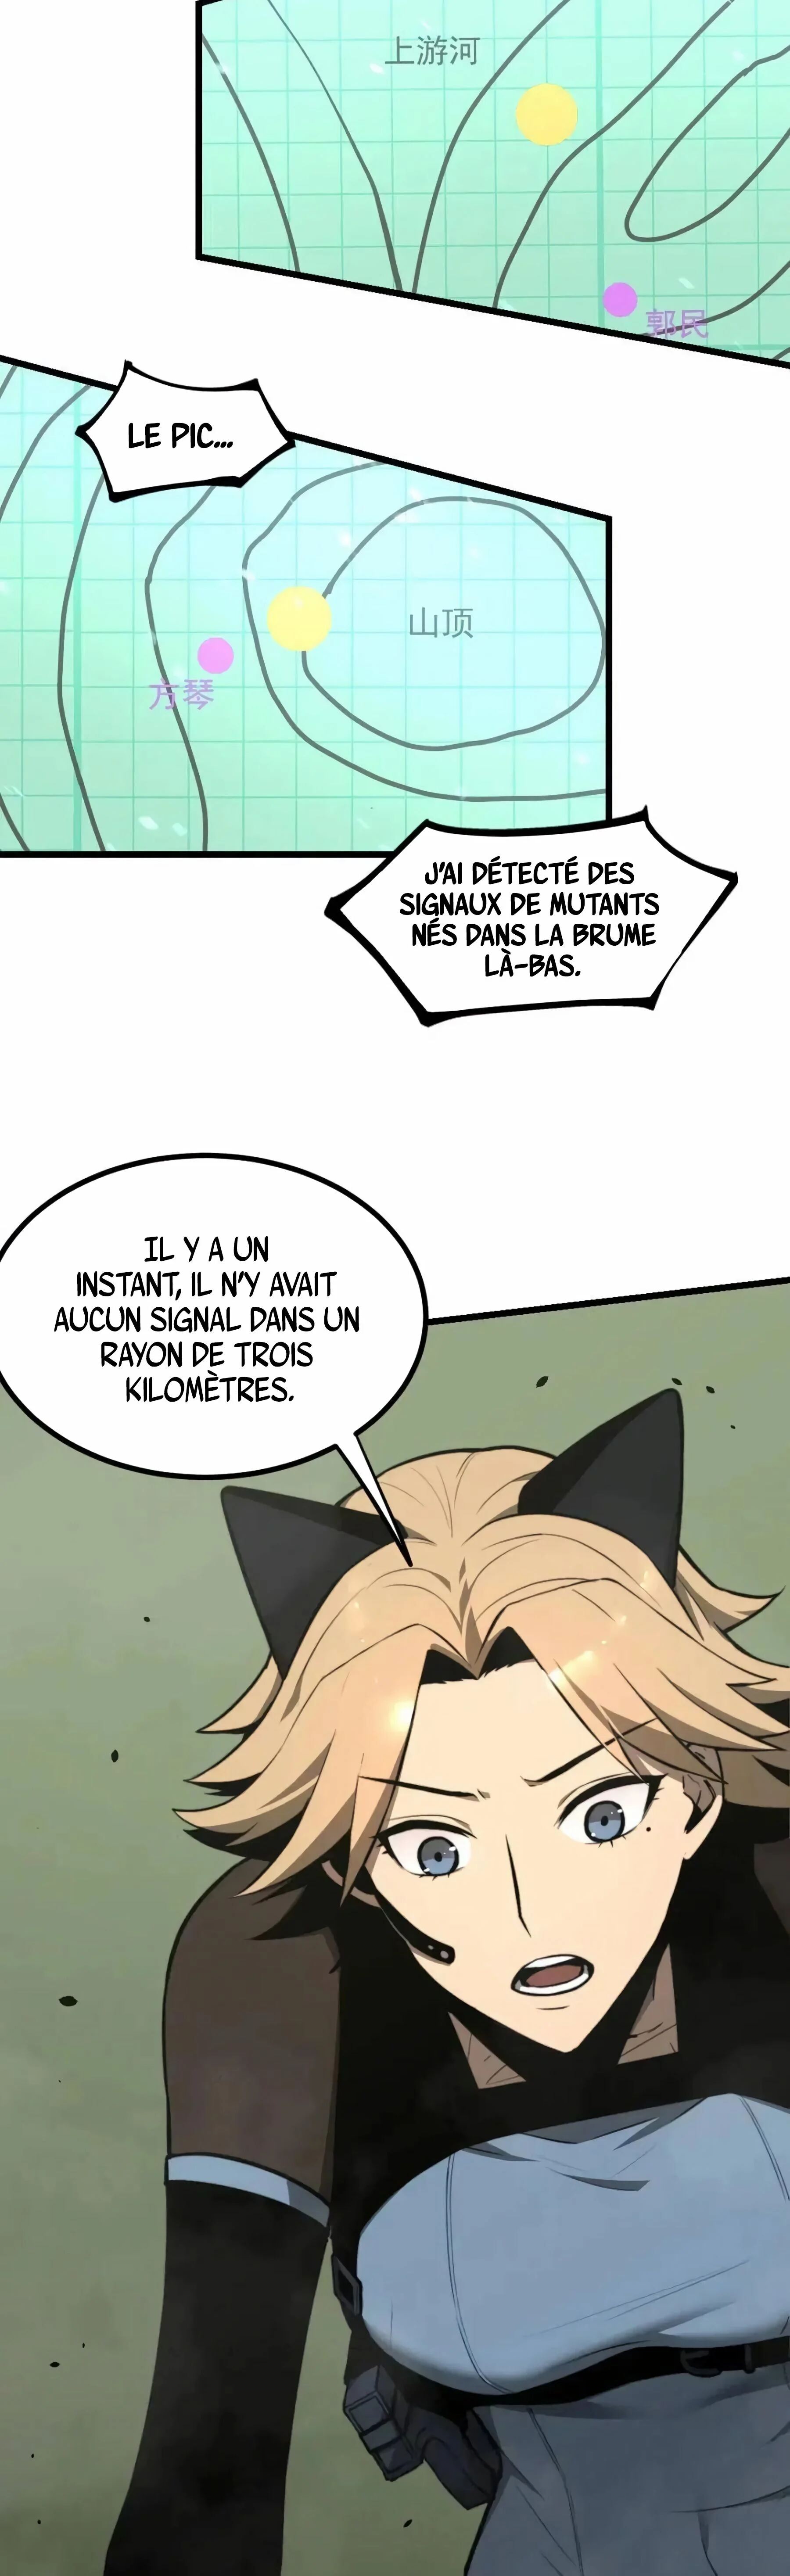 上游河
郭民
LE PIC...
山顶
方琴
J'AI DÉTECTÉ DES
SIGNAUX DE MUTANTS
NÉS DANS LA BRUME
LÀ-BAS.
IL Y A UN
INSTANT, IL N'Y AVAIT
AUCUN SIGNAL DANS UN
RAYON DE TROIS
KILOMÈTRES.